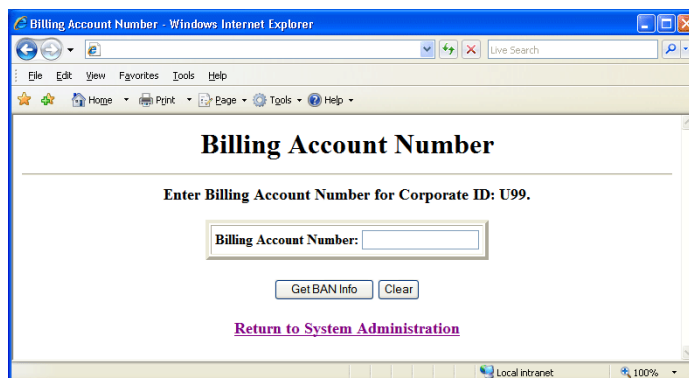 Billing Account Number - Windows Internet Explorer
Live Search
File Edit View Favorites Tools Help
Home Print Page Tools Help
Billing Account Number
Enter Billing Account Number for Corporate ID: U99.
Billing Account Number:
Get BAN Info Clear
Return to System Administration
Local intranet 100%